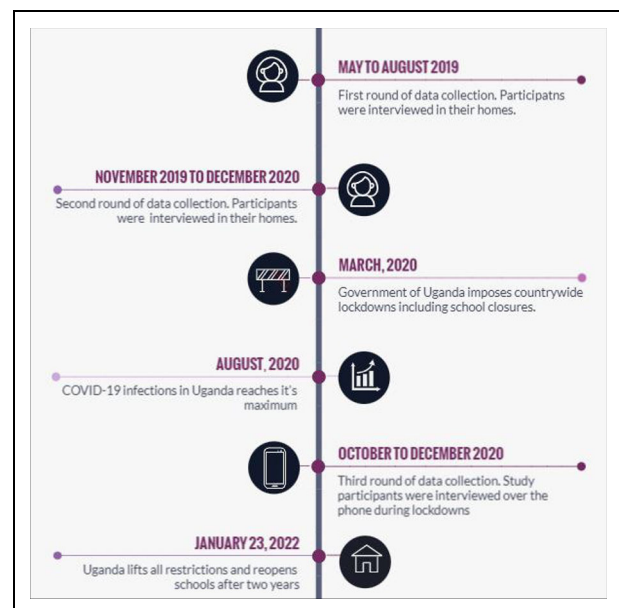 MAY TO AUGUST 2019
First round of data collection. Participatns
were interviewed in their homes.
NOVEMBER 2019 TO DECEMBER 2020
Second round of data collection. Participants
were interviewed in their homes.
MARCH, 2020
Government of Uganda imposes countrywide
lockdowns including school closures.
AUGUST, 2020
COVID-19 infections in Uganda reaches it's
maximum
OCTOBER TO DECEMBER 2020
Third round of data collection. Study
participants were interviewed over the
phone during lockdowns
JANUARY 23, 2022
Uganda lifts all restrictions and reopens
schools after two years